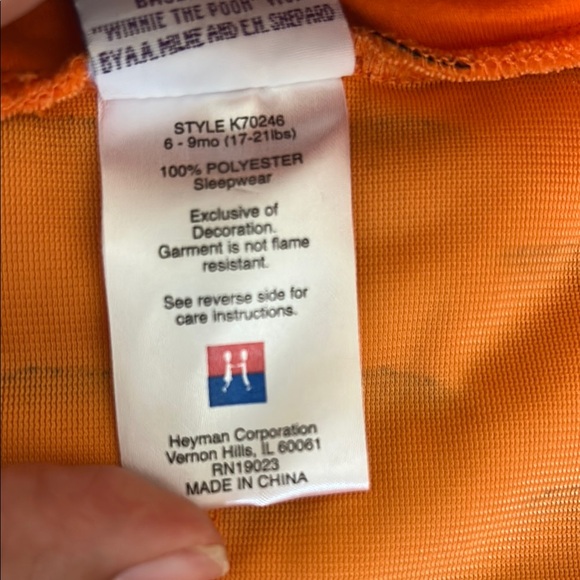 BASED
"WINNIE THE POOH"
BY A.A. MILNE AND E.H. SHEPARD
STYLE K70246
6 - 9mo (17-21lbs)
100% POLYESTER
Sleepwear
Exclusive of
Decoration.
Garment is not flame
resistant.
See reverse side for
care instructions.
Heyman Corporation
Vernon Hills, IL 60061
RN19023
MADE IN CHINA